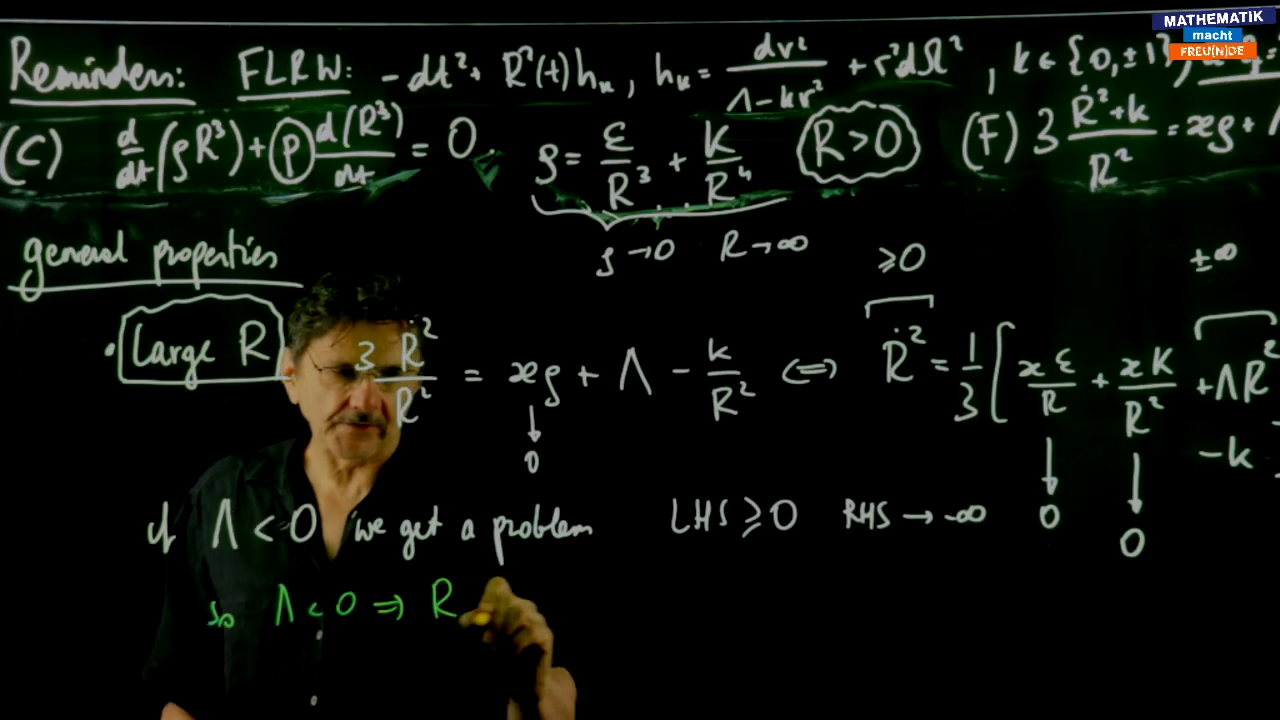 MATHEMATIK
macht
FREU(N)DE
Reminders: FLRW: -dt² + R²(t)hₖ, hₖ = dr²/(1-kr²) + r²dΩ², k ∈ {0, ±1},
(C) d/dt(ρR³) + p d(R³)/dt = 0. ρ = ε/R³ + K/R⁴ R>0 (F) 3 (Ṙ²+k)/R² = ϰρ + Λ
ρ→0 R→∞ ≥0 ±∞
general properties
• Large R 3 Ṙ²/R² = ϰρ + Λ - k/R² ⇔ Ṙ² = 1/3 [ϰε/R + ϰK/R² + ΛR²
↓ 0 ↓ 0 ↓ 0 -k
if Λ < 0 we get a problem LHS ≥ 0 RHS → -∞
so Λ < 0 ⇒ R